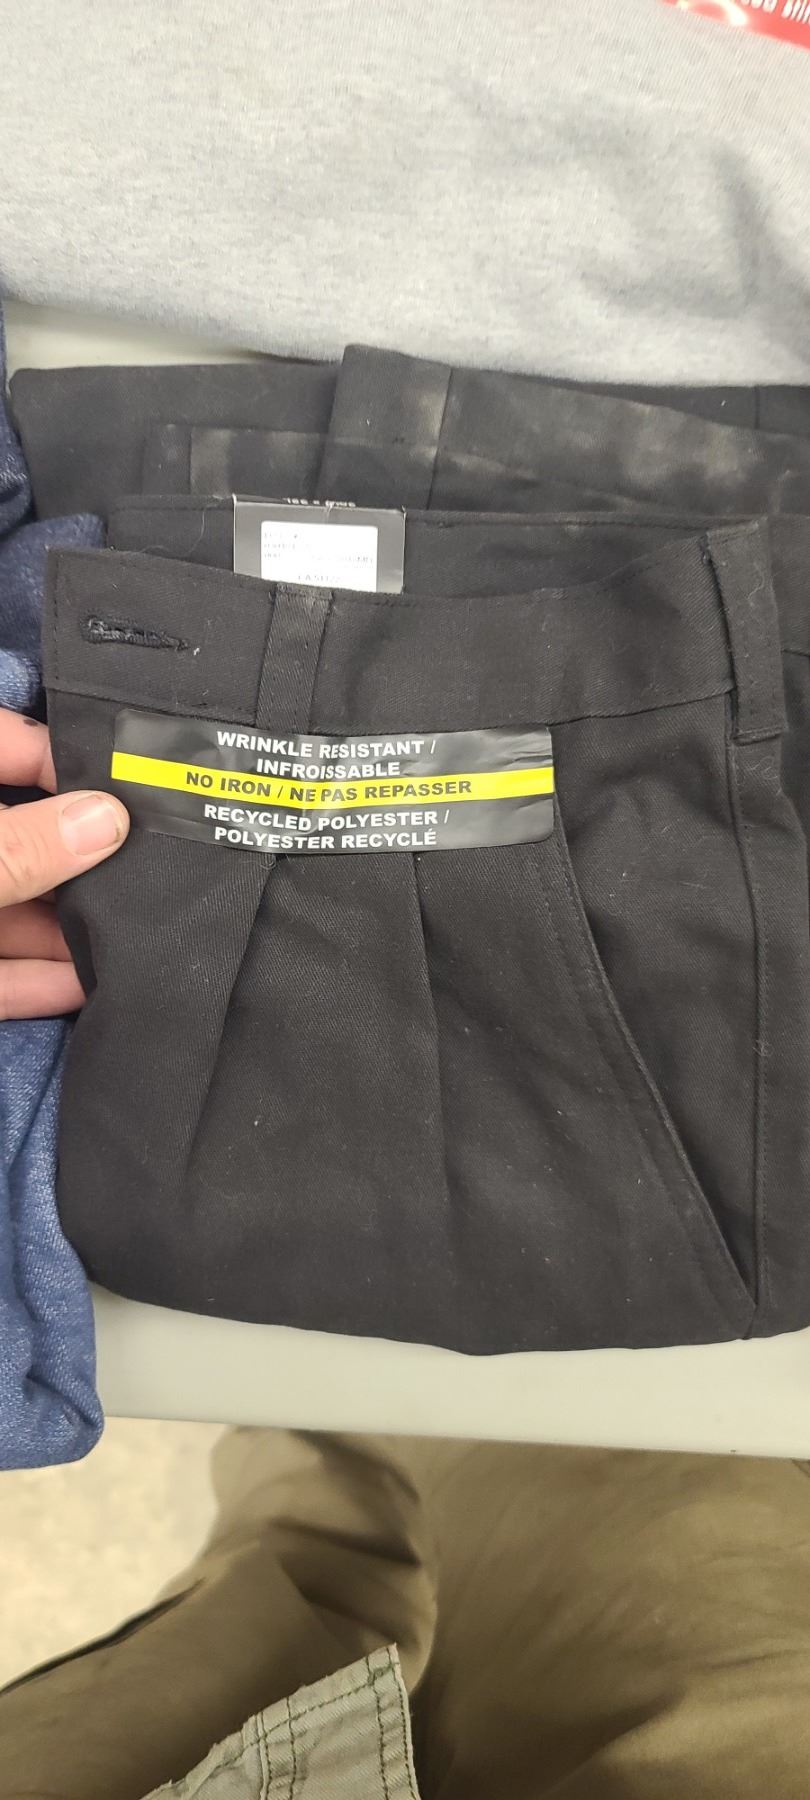 WRINKLE RESISTANT /
INFROISSABLE
NO IRON / NE PAS REPASSER
RECYCLED POLYESTER /
POLYESTER RECYCLÉ